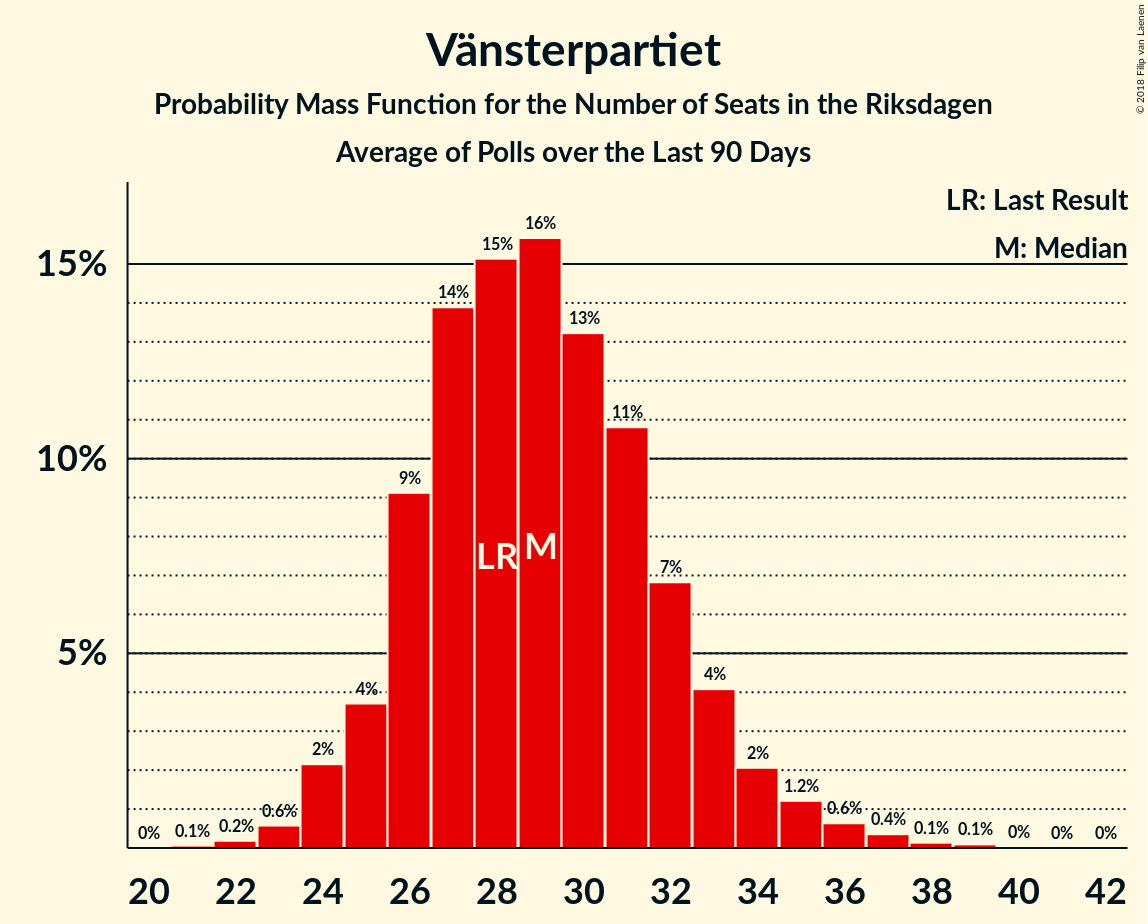 Vänsterpartiet
Probability Mass Function for the Number of Seats in the Riksdagen
Average of Polls over the Last 90 Days
© 2018 Filip van Laenen
LR: Last Result
M: Median
15%
10%
5%
0%
0.1%
0.2%
0.6%
2%
4%
9%
14%
15%
16%
13%
11%
7%
4%
2%
1.2%
0.6%
0.4%
0.1%
0.1%
0%
0%
0%
LR
M
20 22 24 26 28 30 32 34 36 38 40 42